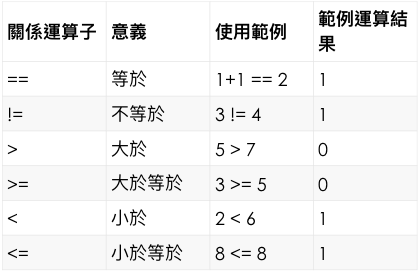 關係運算子 意義 使用範例 範例運算結果
== 等於 1+1 == 2 1
!= 不等於 3 != 4 1
> 大於 5 > 7 0
>= 大於等於 3 >= 5 0
< 小於 2 < 6 1
<= 小於等於 8 <= 8 1